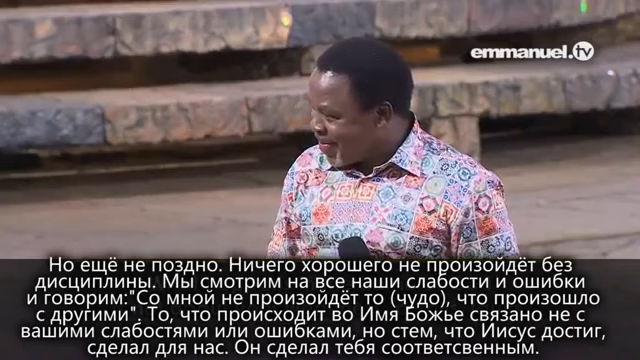 emmanuel.tv
Но ещё не поздно. Ничего хорошего не произойдёт без
дисциплины. Мы смотрим на все наши слабости и ошибки
и говорим:"Со мной не произойдёт то (чудо), что произошло
с другими". То, что происходит во Имя Божье связано не с
вашими слабостями или ошибками, но стем, что Иисус достиг,
сделал для нас. Он сделал тебя соответсвенным.